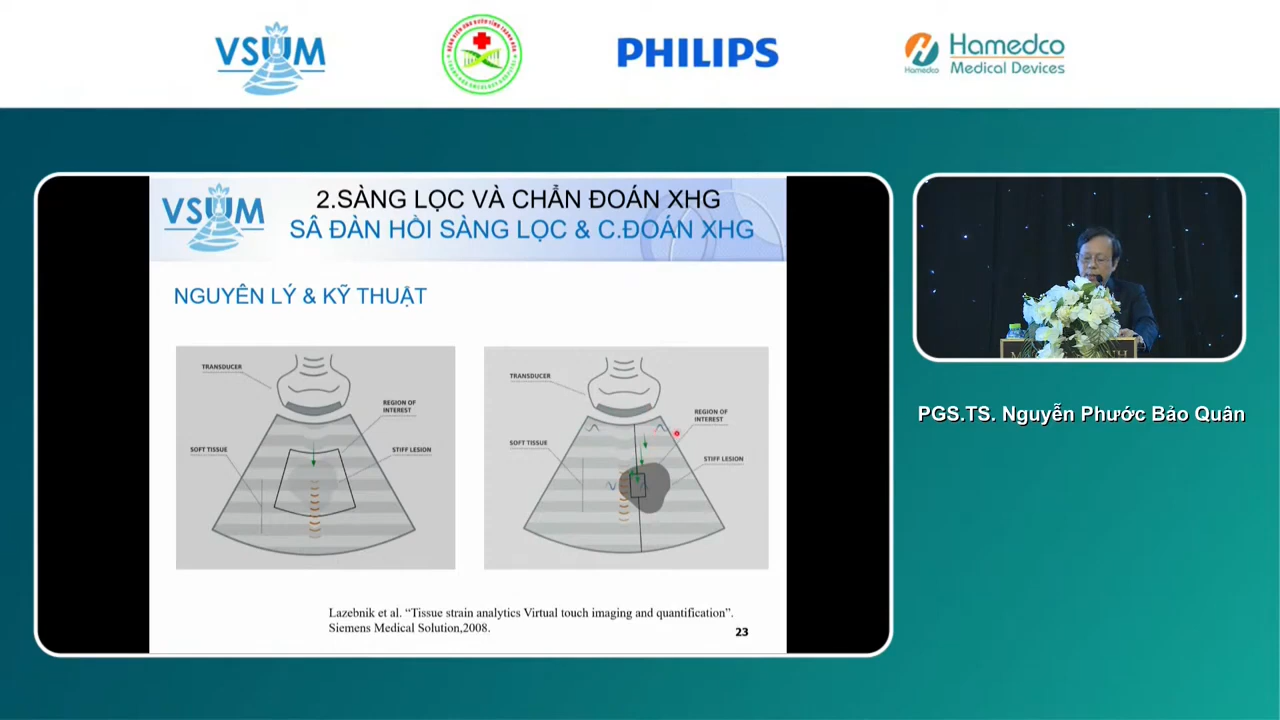 VSUM
PHILIPS
Hamedco
Hamedco
Medical Devices
VSUM
2.SÀNG LỌC VÀ CHẨN ĐOÁN XHG
SÂ ĐÀN HỒI SÀNG LỌC & C.ĐOÁN XHG
NGUYÊN LÝ & KỸ THUẬT
TRANSDUCER
REGION OF
INTEREST
SOFT TISSUE
STIFF LESION
TRANSDUCER
REGION OF
INTEREST
SOFT TISSUE
STIFF LESION
Lazebnik et al. “Tissue strain analytics Virtual touch imaging and quantification”.
Siemens Medical Solution,2008.
23
PGS.TS. Nguyễn Phước Bảo Quân